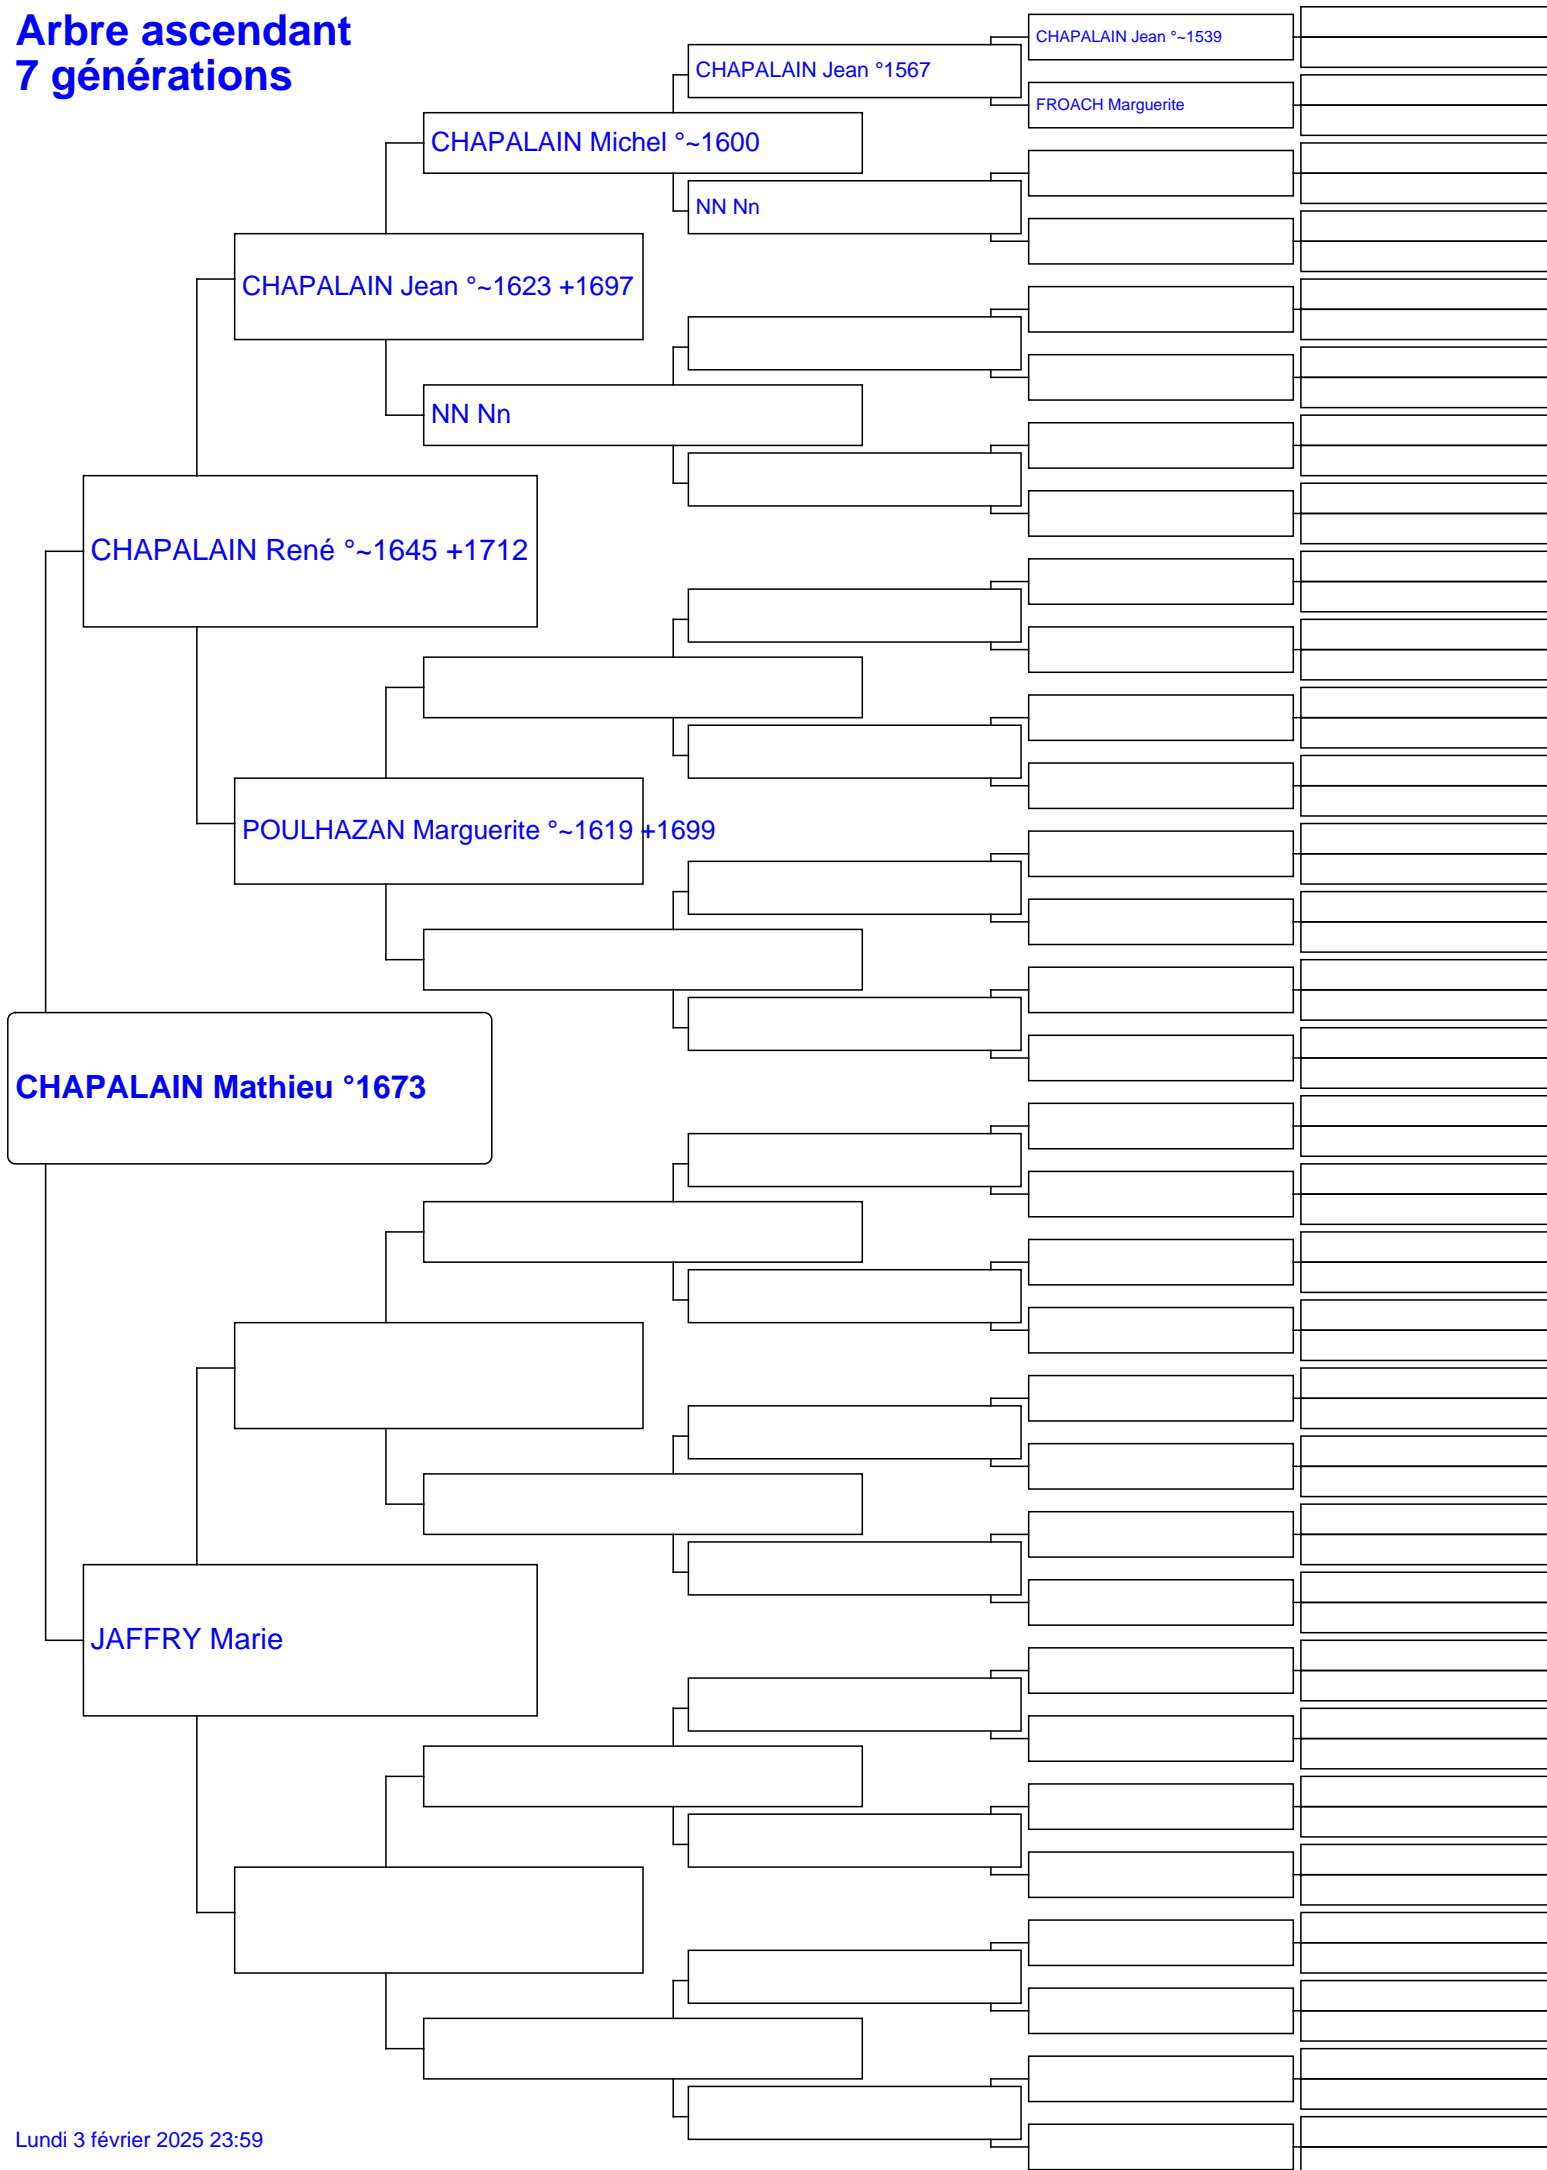 Arbre ascendant
7 générations
CHAPALAIN Jean °~1539
CHAPALAIN Jean °1567
FROACH Marguerite
CHAPALAIN Michel °~1600
NN Nn
CHAPALAIN Jean °~1623 +1697
NN Nn
CHAPALAIN René °~1645 +1712
POULHAZAN Marguerite °~1619 +1699
CHAPALAIN Mathieu °1673
JAFFRY Marie
Lundi 3 février 2025 23:59